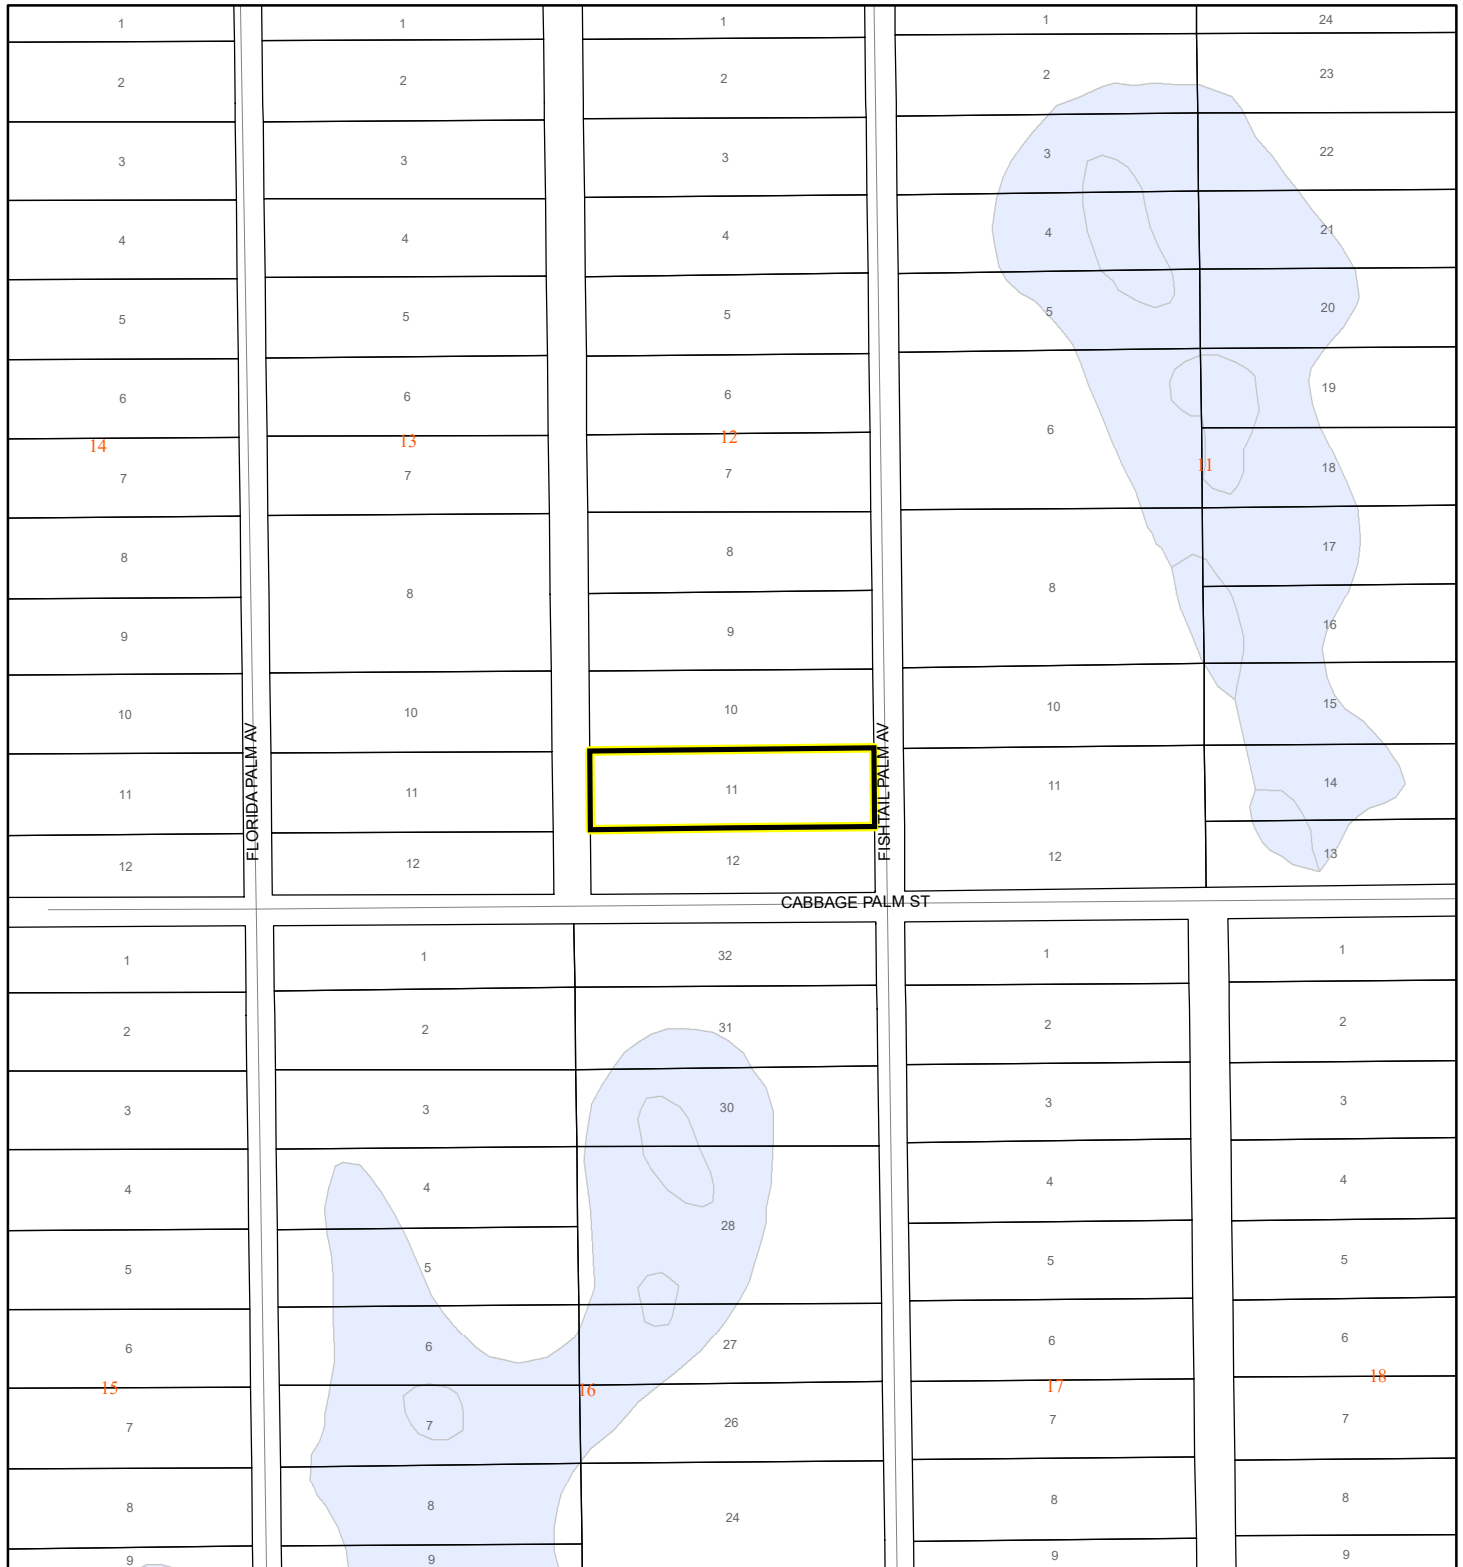 1 1 1 1 24
2 2 2 2 23
3 3 3 3 22
4 4 4 4 21
5 5 5 5 20
6 6 6 6 19
14 13 12 11
7 7 7 18
8 8 8 8 17
9 9 16
10 10 10 10 15
FLORIDA PALM AV
FISHTAIL PALM AV
11 11 11 11 14
12 12 12 12 13
CABBAGE PALM ST
1 1 32 1 1
2 2 31 2 2
3 3 30 3 3
4 4 28 4 4
5 5 5 5
6 6 27 6 6
15 16 17 18
7 7 26 7 7
8 8 24 8 8
9 9 9 9